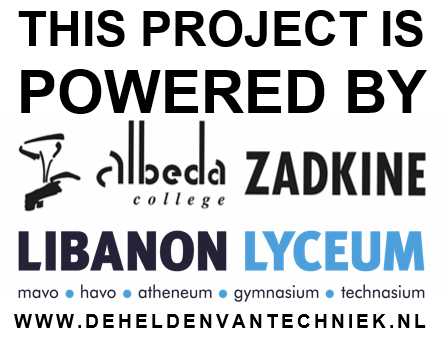 THIS PROJECT IS
POWERED BY
albeda ZADKINE
college
LIBANON LYCEUM
mavo • havo • atheneum • gymnasium • technasium
WWW.DEHELDENVANTECHNIEK.NL